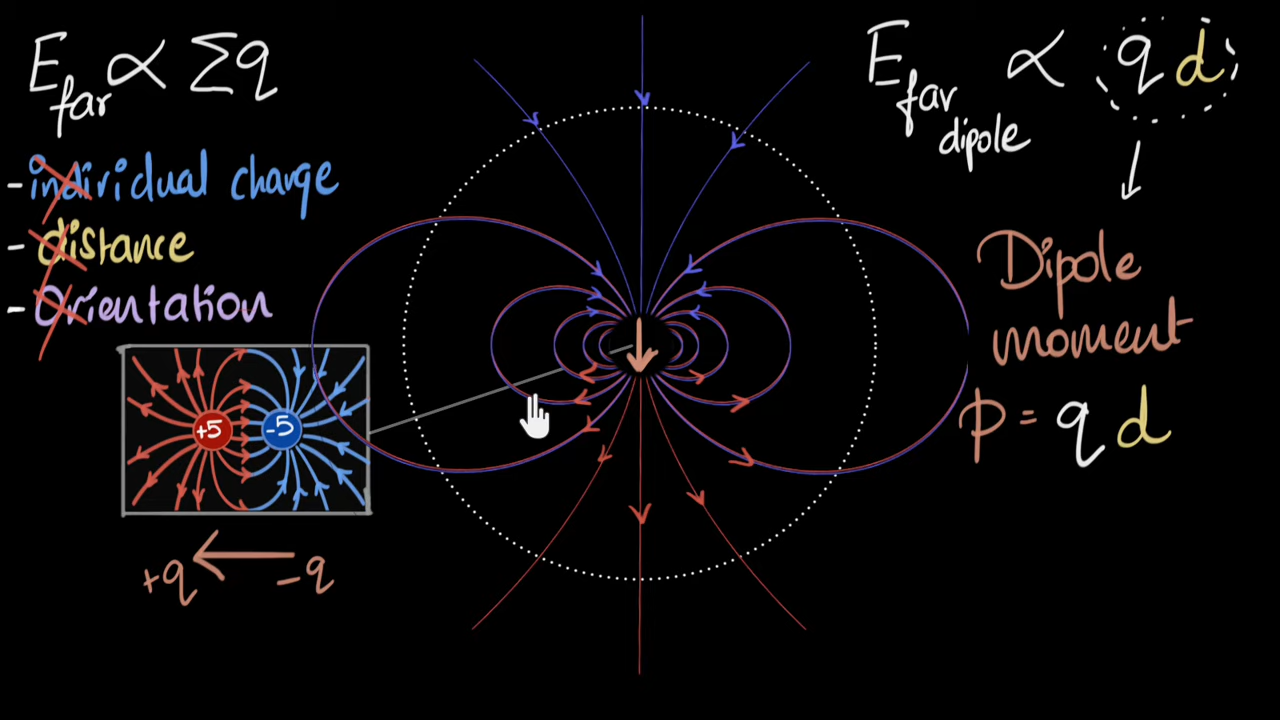 E far ∝ Σq
- individual charge
- distance
- Orientation
+5 -5
+q ← -q
E far dipole ∝ q d
Dipole
moment
p = q d